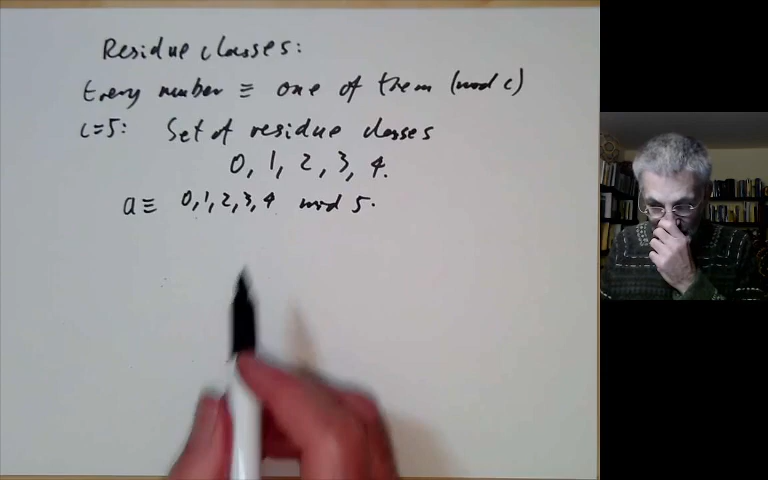 Residue classes:
Every number ≡ one of them (mod c)
c=5: Set of residue classes
0, 1, 2, 3, 4.
a≡ 0,1,2,3,4 mod 5.